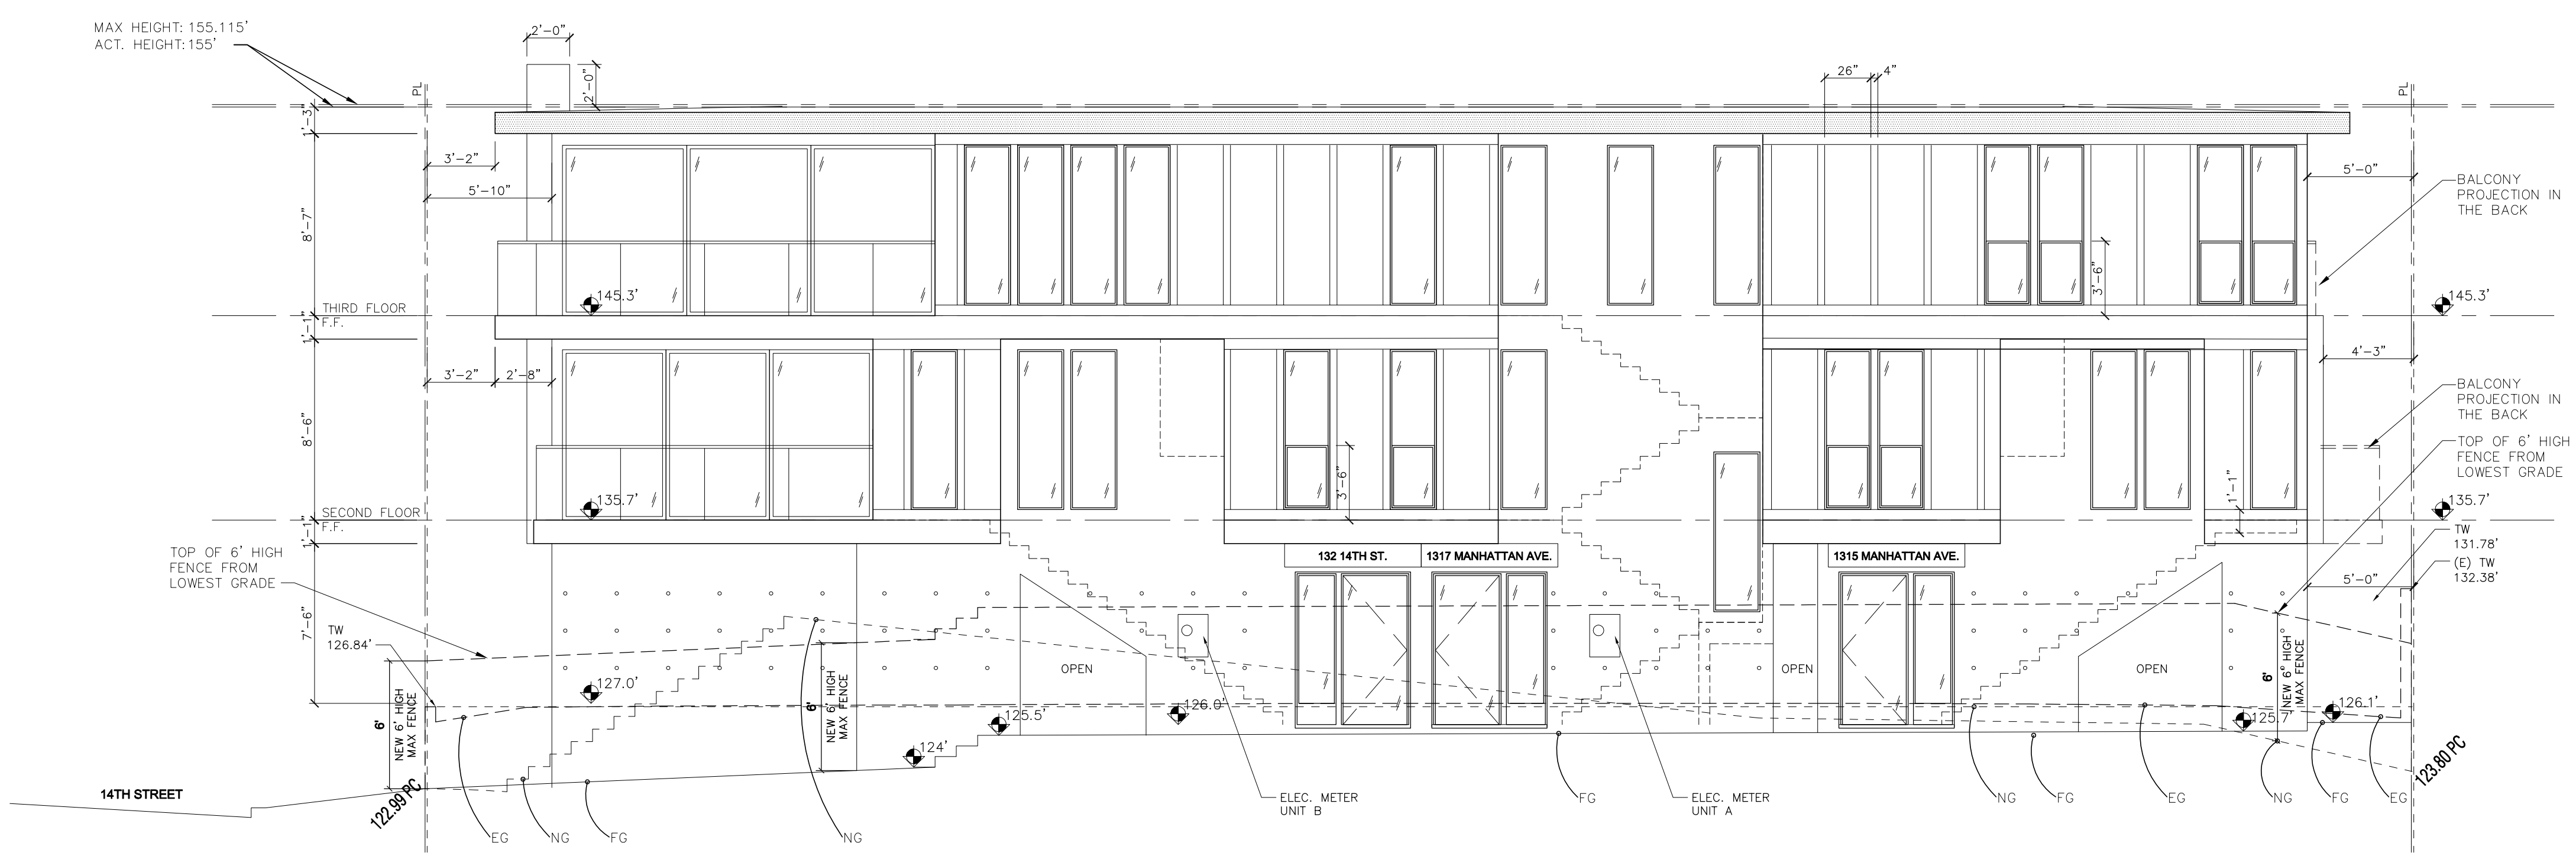 MAX HEIGHT: 155.115'
ACT. HEIGHT: 155'
2'-0"
2'-0"
PL
PL
26"
4"
1'-3"
3'-2"
5'-10"
5'-0"
BALCONY
PROJECTION IN
THE BACK
8'-7"
3'-6"
145.3'
145.3'
THIRD FLOOR
F.F.
1'-1"
3'-2"
2'-8"
4'-3"
BALCONY
PROJECTION IN
THE BACK
8'-6"
3'-6"
TOP OF 6' HIGH
FENCE FROM
LOWEST GRADE
1'-1"
135.7'
135.7'
SECOND FLOOR
F.F.
1'-1"
TW
131.78'
(E) TW
132.38'
TOP OF 6' HIGH
FENCE FROM
LOWEST GRADE
132 14TH ST.
1317 MANHATTAN AVE.
1315 MANHATTAN AVE.
5'-0"
7'-6"
TW
126.84'
OPEN
OPEN
OPEN
6'
NEW 6' HIGH
MAX FENCE
6'
NEW 6' HIGH
MAX FENCE
6'
NEW 6' HIGH
MAX FENCE
127.0'
126.0'
125.5'
124'
126.1'
125.7'
14TH STREET
122.99 PC
123.80 PC
ELEC. METER
UNIT B
FG
ELEC. METER
UNIT A
NG
FG
EG
NG
FG
EG
EG
NG
FG
NG